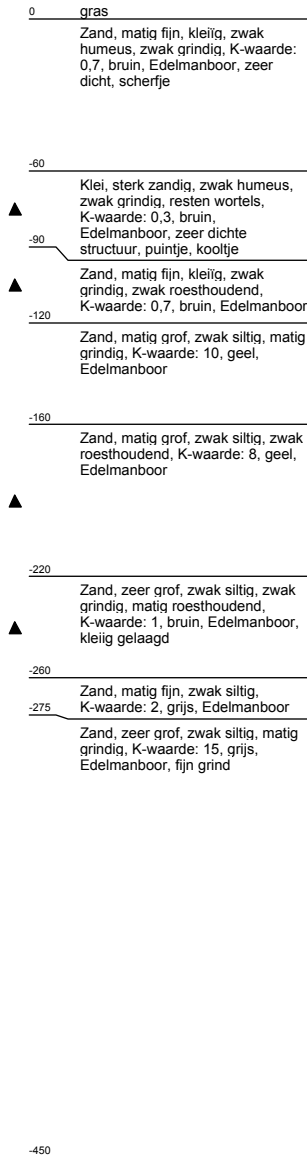 0 gras
Zand, matig fijn, kleiïg, zwak
humeus, zwak grindig, K-waarde:
0,7, bruin, Edelmanboor, zeer
dicht, scherfje
-60
Klei, sterk zandig, zwak humeus,
zwak grindig, resten wortels,
K-waarde: 0,3, bruin,
Edelmanboor, zeer dichte
structuur, puintje, kooltje
-90
Zand, matig fijn, kleiïg, zwak
grindig, zwak roesthoudend,
K-waarde: 0,7, bruin, Edelmanboor
-120
Zand, matig grof, zwak siltig, matig
grindig, K-waarde: 10, geel,
Edelmanboor
-160
Zand, matig grof, zwak siltig, zwak
roesthoudend, K-waarde: 8, geel,
Edelmanboor
-220
Zand, zeer grof, zwak siltig, zwak
grindig, matig roesthoudend,
K-waarde: 1, bruin, Edelmanboor,
kleiig gelaagd
-260
Zand, matig fijn, zwak siltig,
K-waarde: 2, grijs, Edelmanboor
-275
Zand, zeer grof, zwak siltig, matig
grindig, K-waarde: 15, grijs,
Edelmanboor, fijn grind
-450